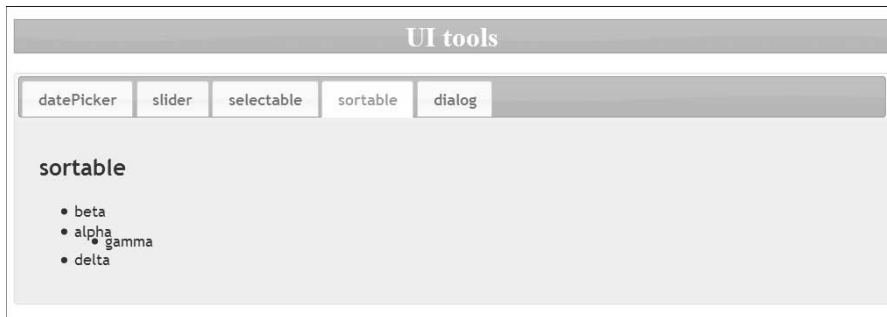 UI tools
datePicker slider selectable sortable dialog
sortable
• beta
• alpha
• gamma
• delta